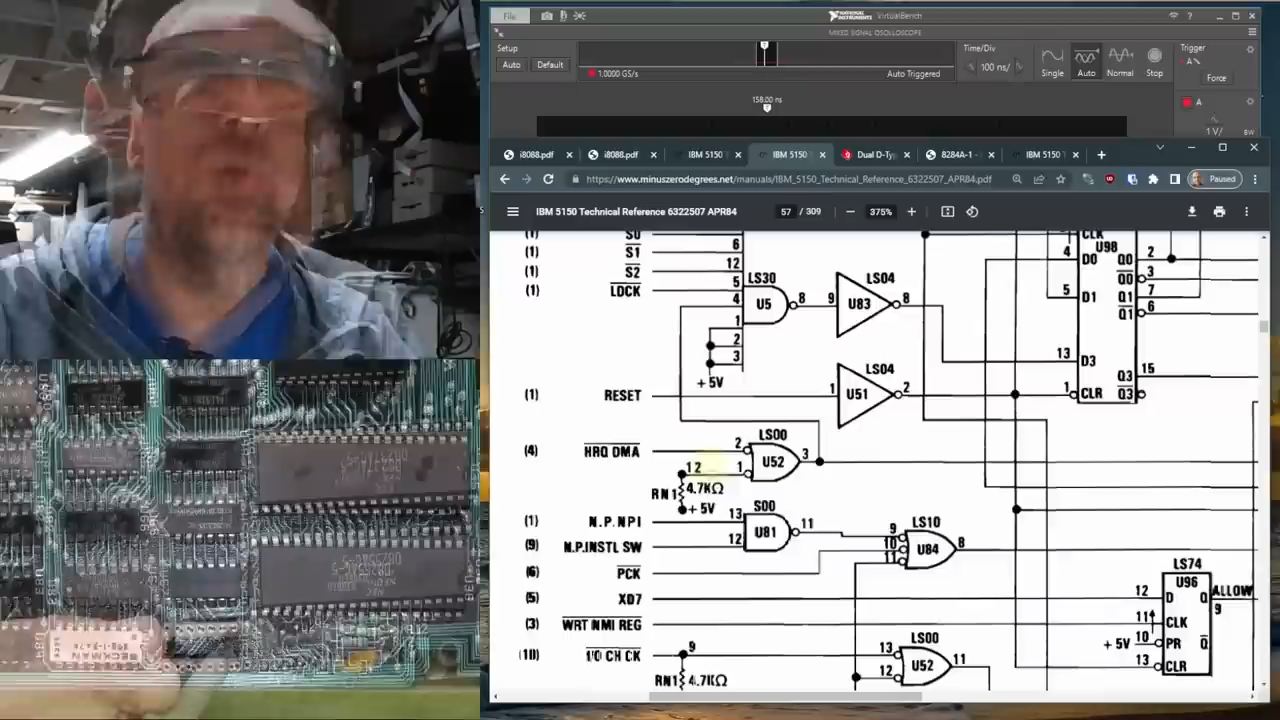 File
NATIONAL INSTRUMENTS
VirtualBench
MIXED SIGNAL OSCILLOSCOPE
Setup
Auto
Default
1.0000 GS/s
Auto Triggered
Time/Div
100 ns/
Single
Auto
Normal
Stop
Trigger
A
Force
158.00 ns
A
1 V/
BW
i8088.pdf
i8088.pdf
IBM 5150
IBM 5150
Dual D-Ty
8284A-1 -
IBM 5150 T
https://www.minuszerodegrees.net/manuals/IBM_5150_Technical_Reference_6322507_APR84.pdf
Paused
IBM 5150 Technical Reference 6322507 APR84
57 / 309
375%
(1) S0
(1) S1 6
(1) S2 12
(1) LOCK 5
4
1
2
3
LS30
U5
8
9
LS04
U83
8
+ 5V
(1) RESET 1
LS04
U51
2
CLK
U98
4 D0
5 D1
13 D3
1 CLR
Q0 2
Q0 3
Q1 7
Q1 6
Q3 15
Q3
(4) HRQ DMA 2
LS00
U52
3
12 1
RN1 4.7KΩ
+ 5V
(1) N.P.NPI 13
S00
U81
11
(9) N.P.INSTL SW 12
(6) PCK
9
10
11
LS10
U84
8
(5) XD7
(3) WRT NMI REG
LS74
U96
12 D Q
ALLOW
9
11 CLK
+ 5V 10 PR Q
13 CLR
(10) I/O CH CK 9
13
12
LS00
U52
11
RN1 4.7KΩ
BECKMAN